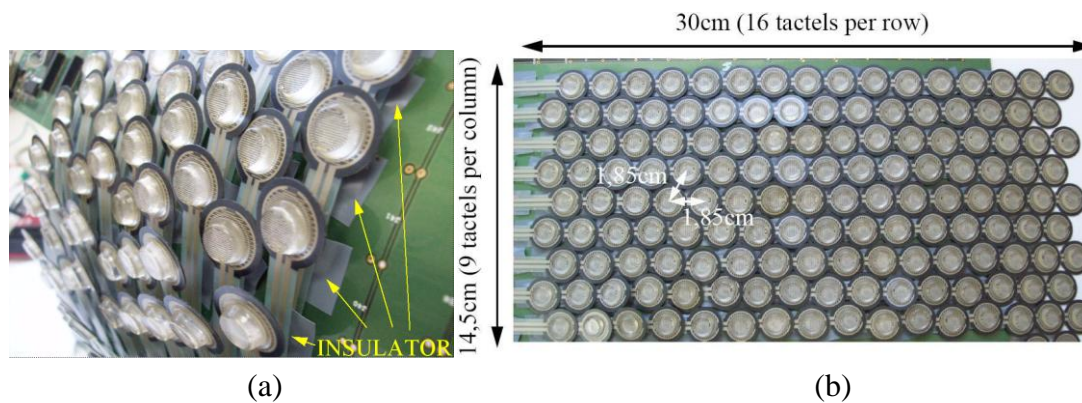 30cm (16 tactels per row)
14,5cm (9 tactels per column)
1,85cm
1.85cm
INSULATOR
(a)
(b)